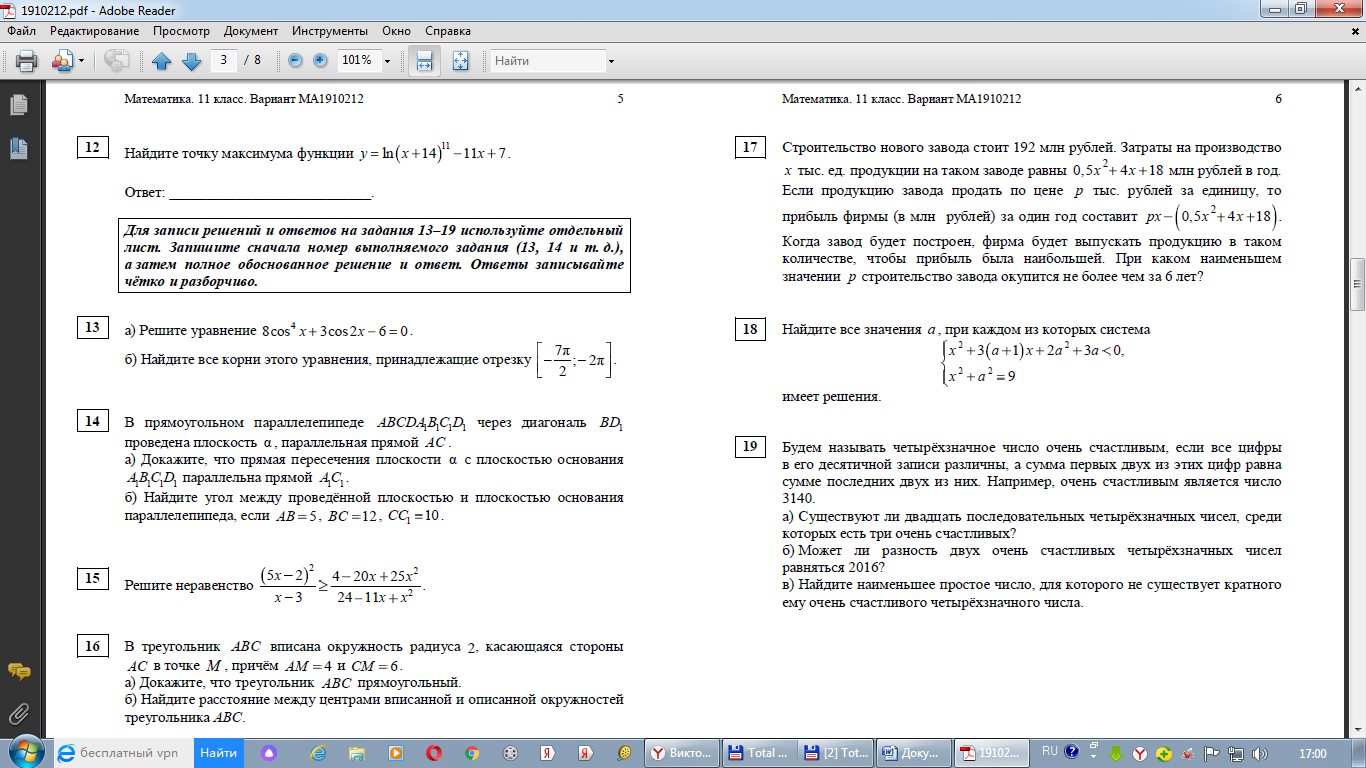 1910212.pdf - Adobe Reader
Файл Редактирование Просмотр Документ Инструменты Окно Справка
3 / 8 101% Найти
Математика. 11 класс. Вариант МА1910212 5
12 Найдите точку максимума функции y = ln(x+14)^11 − 11x + 7.
Ответ: ____________________________.
Для записи решений и ответов на задания 13–19 используйте отдельный
лист. Запишите сначала номер выполняемого задания (13, 14 и т. д.),
а затем полное обоснованное решение и ответ. Ответы записывайте
чётко и разборчиво.
13 а) Решите уравнение 8cos^4 x + 3cos2x − 6 = 0.
б) Найдите все корни этого уравнения, принадлежащие отрезку [−7π/2; −2π].
14 В прямоугольном параллелепипеде ABCDA₁B₁C₁D₁ через диагональ BD₁
проведена плоскость α, параллельная прямой AC.
а) Докажите, что прямая пересечения плоскости α с плоскостью основания
A₁B₁C₁D₁ параллельна прямой A₁C₁.
б) Найдите угол между проведённой плоскостью и плоскостью основания
параллелепипеда, если AB = 5, BC = 12, CC₁ = 10.
15 Решите неравенство (5x−2)²/(x−3) ≥ (4−20x+25x²)/(24−11x+x²).
16 В треугольник ABC вписана окружность радиуса 2, касающаяся стороны
AC в точке M, причём AM = 4 и CM = 6.
а) Докажите, что треугольник ABC прямоугольный.
б) Найдите расстояние между центрами вписанной и описанной окружностей
треугольника ABC.
Математика. 11 класс. Вариант МА1910212 6
17 Строительство нового завода стоит 192 млн рублей. Затраты на производство
x тыс. ед. продукции на таком заводе равны 0,5x² + 4x + 18 млн рублей в год.
Если продукцию завода продать по цене p тыс. рублей за единицу, то
прибыль фирмы (в млн рублей) за один год составит px − (0,5x² + 4x + 18).
Когда завод будет построен, фирма будет выпускать продукцию в таком
количестве, чтобы прибыль была наибольшей. При каком наименьшем
значении p строительство завода окупится не более чем за 6 лет?
18 Найдите все значения a, при каждом из которых система
{x² + 3(a+1)x + 2a² + 3a < 0,
x² + a² = 9
имеет решения.
19 Будем называть четырёхзначное число очень счастливым, если все цифры
в его десятичной записи различны, а сумма первых двух из этих цифр равна
сумме последних двух из них. Например, очень счастливым является число
3140.
а) Существуют ли двадцать последовательных четырёхзначных чисел, среди
которых есть три очень счастливых?
б) Может ли разность двух очень счастливых четырёхзначных чисел
равняться 2016?
в) Найдите наименьшее простое число, для которого не существует кратного
ему очень счастливого четырёхзначного числа.
бесплатный vpn Найти Викто... Total ... [2] Tot... Доку... 19102... RU 17:00